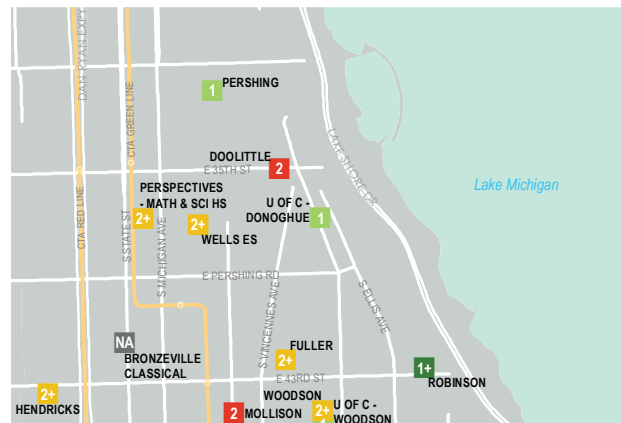 DAN RYAN EXPY
CTA GREEN LINE
1
PERSHING
LAKE SHORE DR
DOOLITTLE
2
E 35TH ST
Lake Michigan
PERSPECTIVES
- MATH & SCI HS
2+
2+
WELLS ES
U OF C -
DONOGHUE
1
CTA RED LINE
S STATE ST
S MICHIGAN AVE
E PERSHING RD
S VINCENNES AVE
S ELLIS AVE
NA
BRONZEVILLE
CLASSICAL
FULLER
2+
E 43RD ST
1+
ROBINSON
2+
HENDRICKS
2
MOLLISON
WOODSON
2+
U OF C -
WOODSON